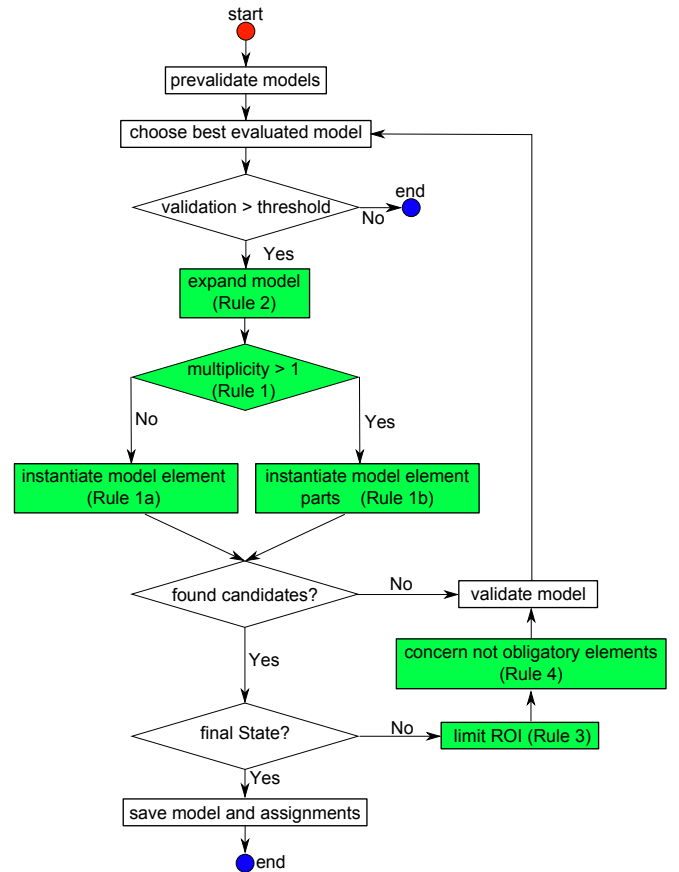 start
prevalidate models
choose best evaluated model
validation > threshold
No
end
Yes
expand model
(Rule 2)
multiplicity > 1
(Rule 1)
No
Yes
instantiate model element
(Rule 1a)
instantiate model element
parts (Rule 1b)
found candidates?
No
validate model
Yes
concern not obligatory elements
(Rule 4)
final State?
No
limit ROI (Rule 3)
Yes
save model and assignments
end